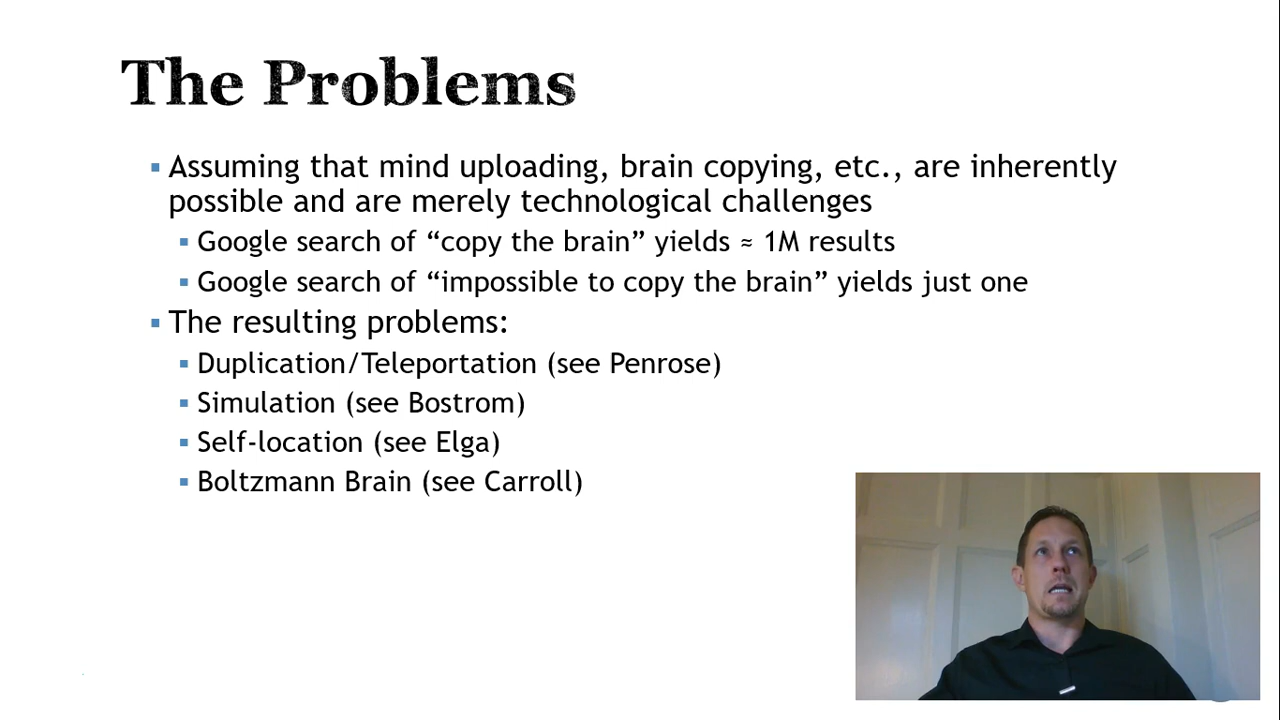 The Problems
Assuming that mind uploading, brain copying, etc., are inherently
possible and are merely technological challenges
Google search of “copy the brain” yields ≈ 1M results
Google search of “impossible to copy the brain” yields just one
The resulting problems:
Duplication/Teleportation (see Penrose)
Simulation (see Bostrom)
Self-location (see Elga)
Boltzmann Brain (see Carroll)